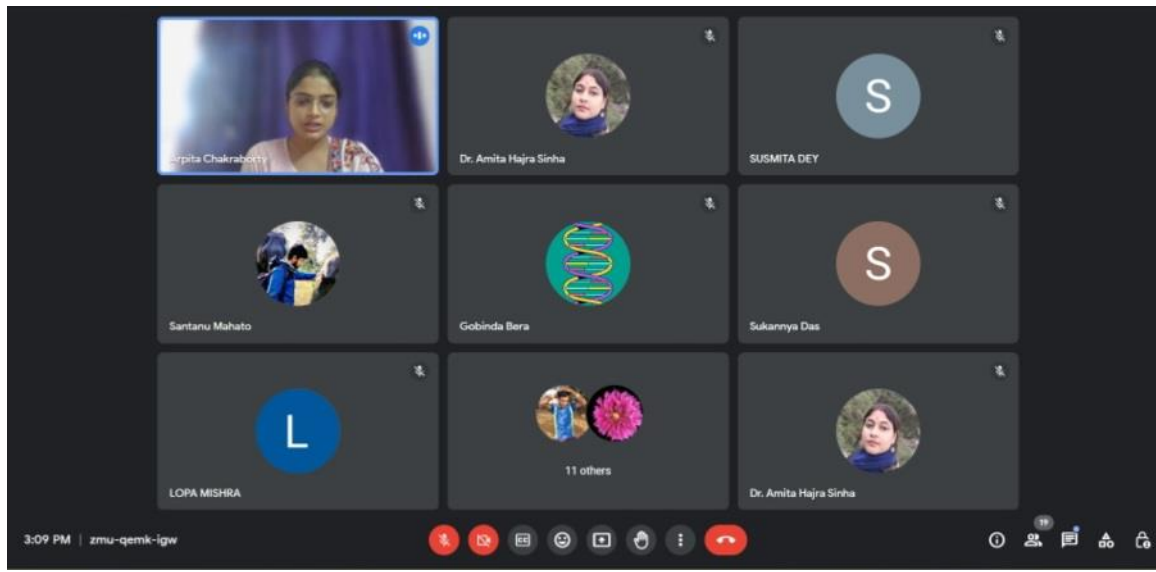 Arpita Chakraborty
Dr. Amita Hajra Sinha
S
SUSMITA DEY
Santanu Mahato
Gobinda Bera
S
Sukannya Das
L
LOPA MISHRA
11 others
Dr. Amita Hajra Sinha
3:09 PM | zmu-qemk-igw
CC
19